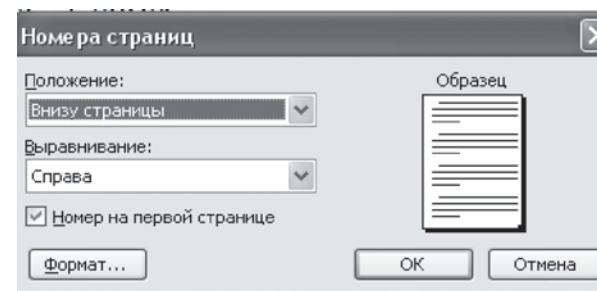 Номера страниц
Положение:
Образец
Внизу страницы
Выравнивание:
Справа
Номер на первой странице
Формат...
ОК
Отмена